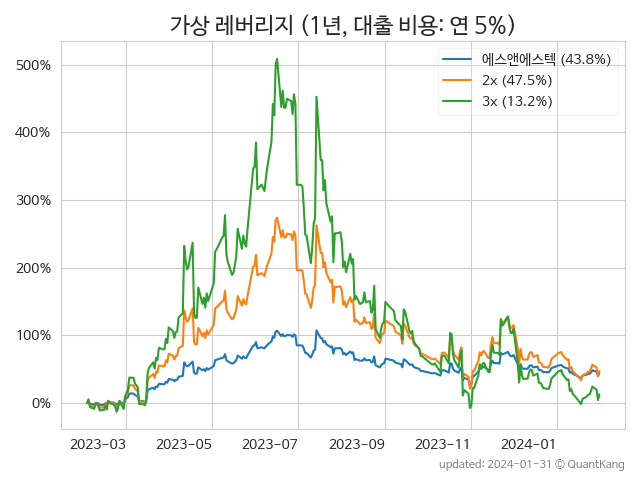 가상 레버리지 (1년, 대출 비용: 연 5%)
에스앤에스텍 (43.8%)
2x (47.5%)
3x (13.2%)
500%
400%
300%
200%
100%
0%
2023-03 2023-05 2023-07 2023-09 2023-11 2024-01
updated: 2024-01-31 © QuantKang